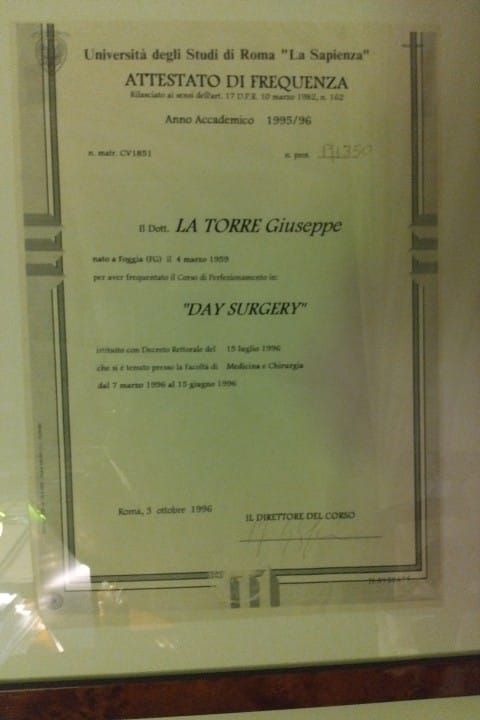 Università degli Studi di Roma "La Sapienza"
ATTESTATO DI FREQUENZA
Rilasciato ai sensi dell'art. 17 D.P.R. 10 marzo 1982, n. 162
Anno Accademico 1995/96
n. matr. CV1851 n. prot.
Il Dott. LA TORRE Giuseppe
nato a Foggia (FG) il 4 marzo 1959
per aver frequentato il Corso di Perfezionamento in:
"DAY SURGERY"
istituito con Decreto Rettorale del 15 luglio 1996
che si è tenuto presso la Facoltà di Medicina e Chirurgia
dal 7 marzo 1996 al 15 giugno 1996
Roma, 3 ottobre 1996
IL DIRETTORE DEL CORSO